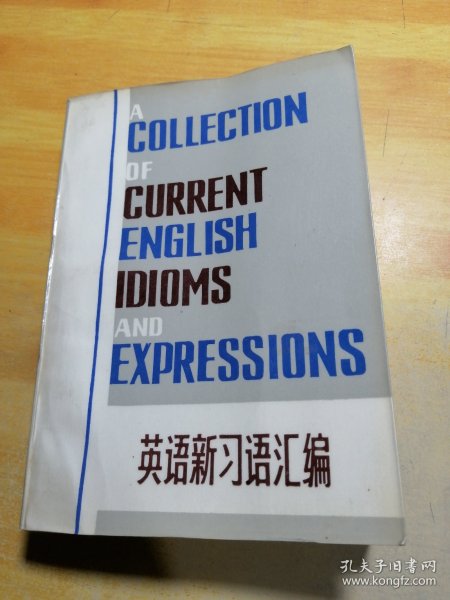 A
COLLECTION
OF
CURRENT
ENGLISH
IDIOMS
AND
EXPRESSIONS
英语新习语汇编
孔夫子旧书网
www.kongfz.com